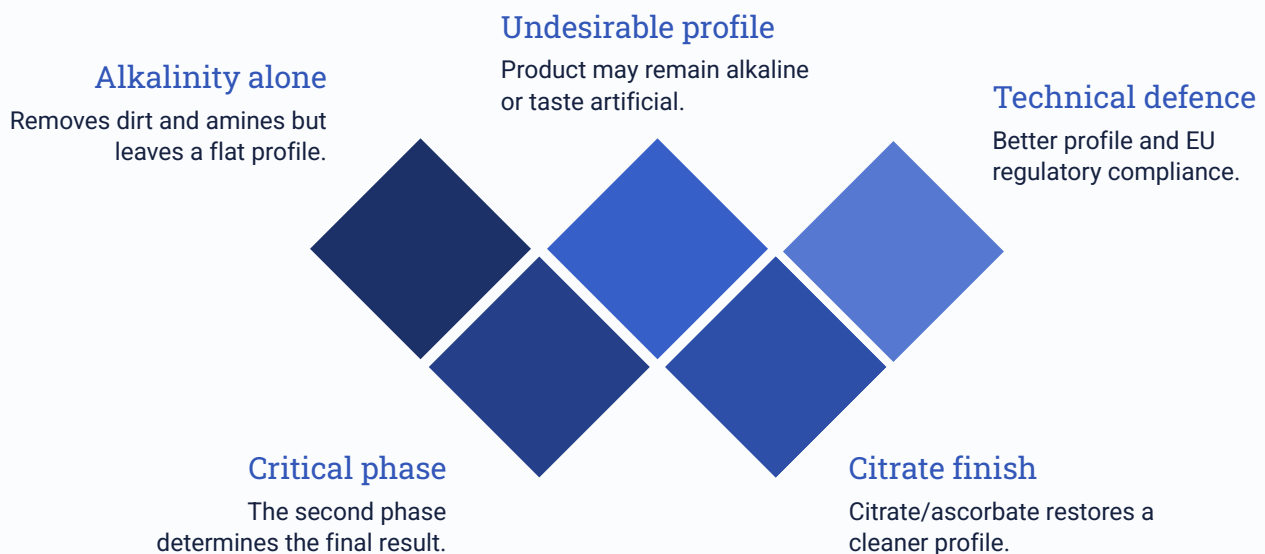 Undesirable profile
Product may remain alkaline
or taste artificial.
Alkalinity alone
Removes dirt and amines but
leaves a flat profile.
Technical defence
Better profile and EU
regulatory compliance.
Critical phase
The second phase
determines the final result.
Citrate finish
Citrate/ascorbate restores a
cleaner profile.